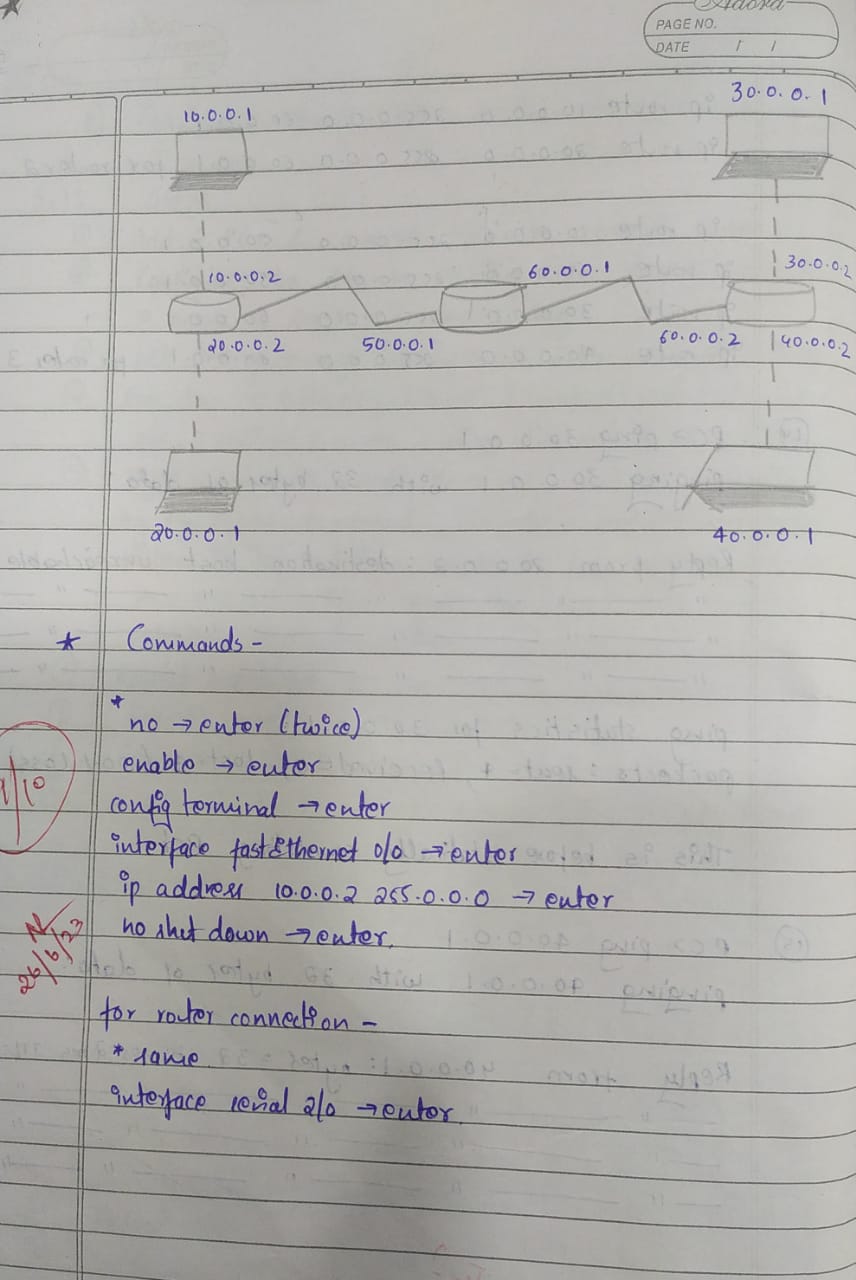 Adora
PAGE NO.
DATE / /
10.0.0.1
30.0.0.1
10.0.0.2
60.0.0.1
30.0.0.2
20.0.0.2
50.0.0.1
60.0.0.2
40.0.0.2
20.0.0.1
40.0.0.1
* Commands -
*
no → enter (twice)
enable → enter
config terminal → enter
interface fastEthernet 0/0 → enter
ip address 10.0.0.2 255.0.0.0 → enter
no shut down → enter.
/10
26/6/23
for router connection -
* same
interface serial 2/0 → enter.